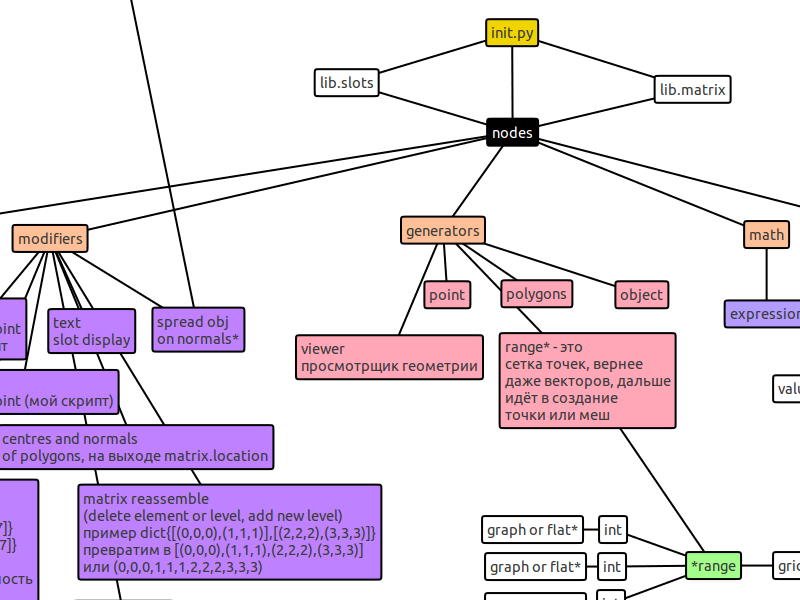 init.py
lib.slots
lib.matrix
nodes
modifiers
generators
math
point
polygons
object
expression
text
slot display
spread obj
on normals*
viewer
просмотрщик геометрии
range* - это
сетка точек, вернее
даже векторов, дальше
идёт в создание
точки или меш
(мой скрипт)
centres and normals
of polygons, на выходе matrix.location
matrix reassemble
(delete element or level, add new level)
пример dict{[(0,0,0),(1,1,1)],[(2,2,2),(3,3,3)]}
превратим в [(0,0,0),(1,1,1),(2,2,2),(3,3,3)]
или (0,0,0,1,1,1,2,2,2,3,3,3)
7]}
7]}
graph or flat*
int
graph or flat*
int
*range